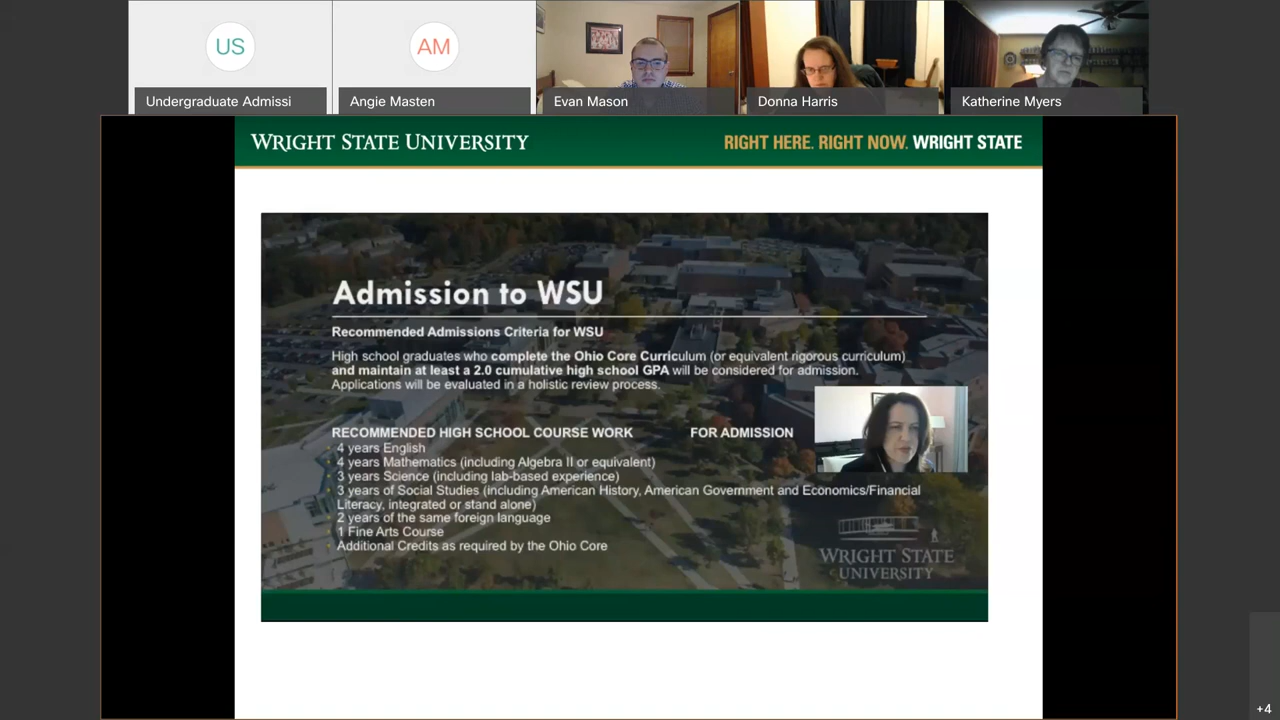 US
AM
Undergraduate Admissi
Angie Masten
Evan Mason
Donna Harris
Katherine Myers
WRIGHT STATE UNIVERSITY
RIGHT HERE. RIGHT NOW. WRIGHT STATE
Admission to WSU
Recommended Admissions Criteria for WSU
High school graduates who complete the Ohio Core Curriculum (or equivalent rigorous curriculum)
and maintain at least a 2.0 cumulative high school GPA will be considered for admission.
Applications will be evaluated in a holistic review process.
RECOMMENDED HIGH SCHOOL COURSE WORK FOR ADMISSION
4 years English
4 years Mathematics (including Algebra II or equivalent)
3 years Science (including lab-based experience)
3 years of Social Studies (including American History, American Government and Economics/Financial
Literacy, integrated or stand alone)
2 years of the same foreign language
1 Fine Arts Course
Additional Credits as required by the Ohio Core
WRIGHT STATE
UNIVERSITY
+4